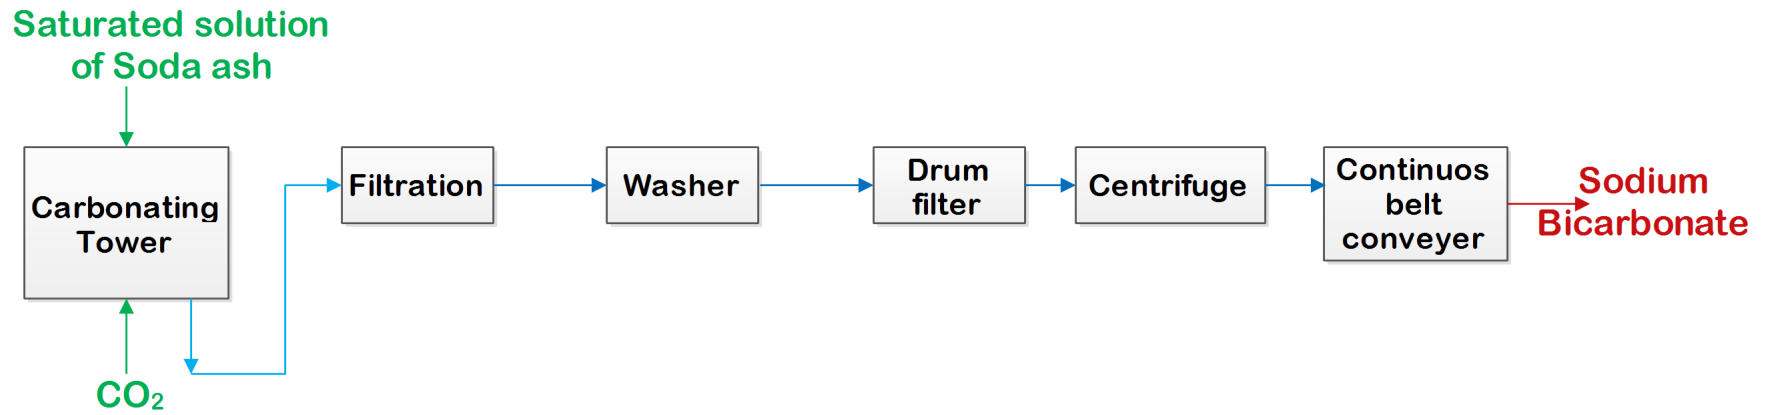 Saturated solution
of Soda ash
Carbonating
Tower
CO₂
Filtration
Washer
Drum
filter
Centrifuge
Continuos
belt
conveyer
Sodium
Bicarbonate